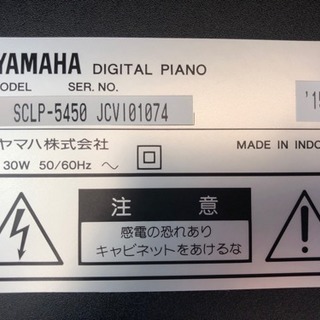 YAMAHA DIGITAL PIANO
MODEL SER. NO.
SCLP-5450 JCVI01074
'15
ヤマハ株式会社
30W 50/60Hz ～
MADE IN INDO
注 意
感電の恐れあり
キャビネットをあけるな